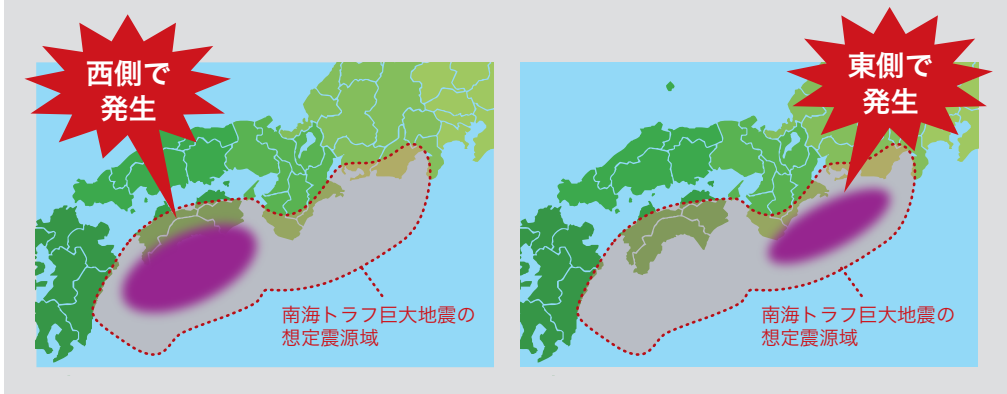 西側で
発生
南海トラフ巨大地震の
想定震源域
東側で
発生
南海トラフ巨大地震の
想定震源域